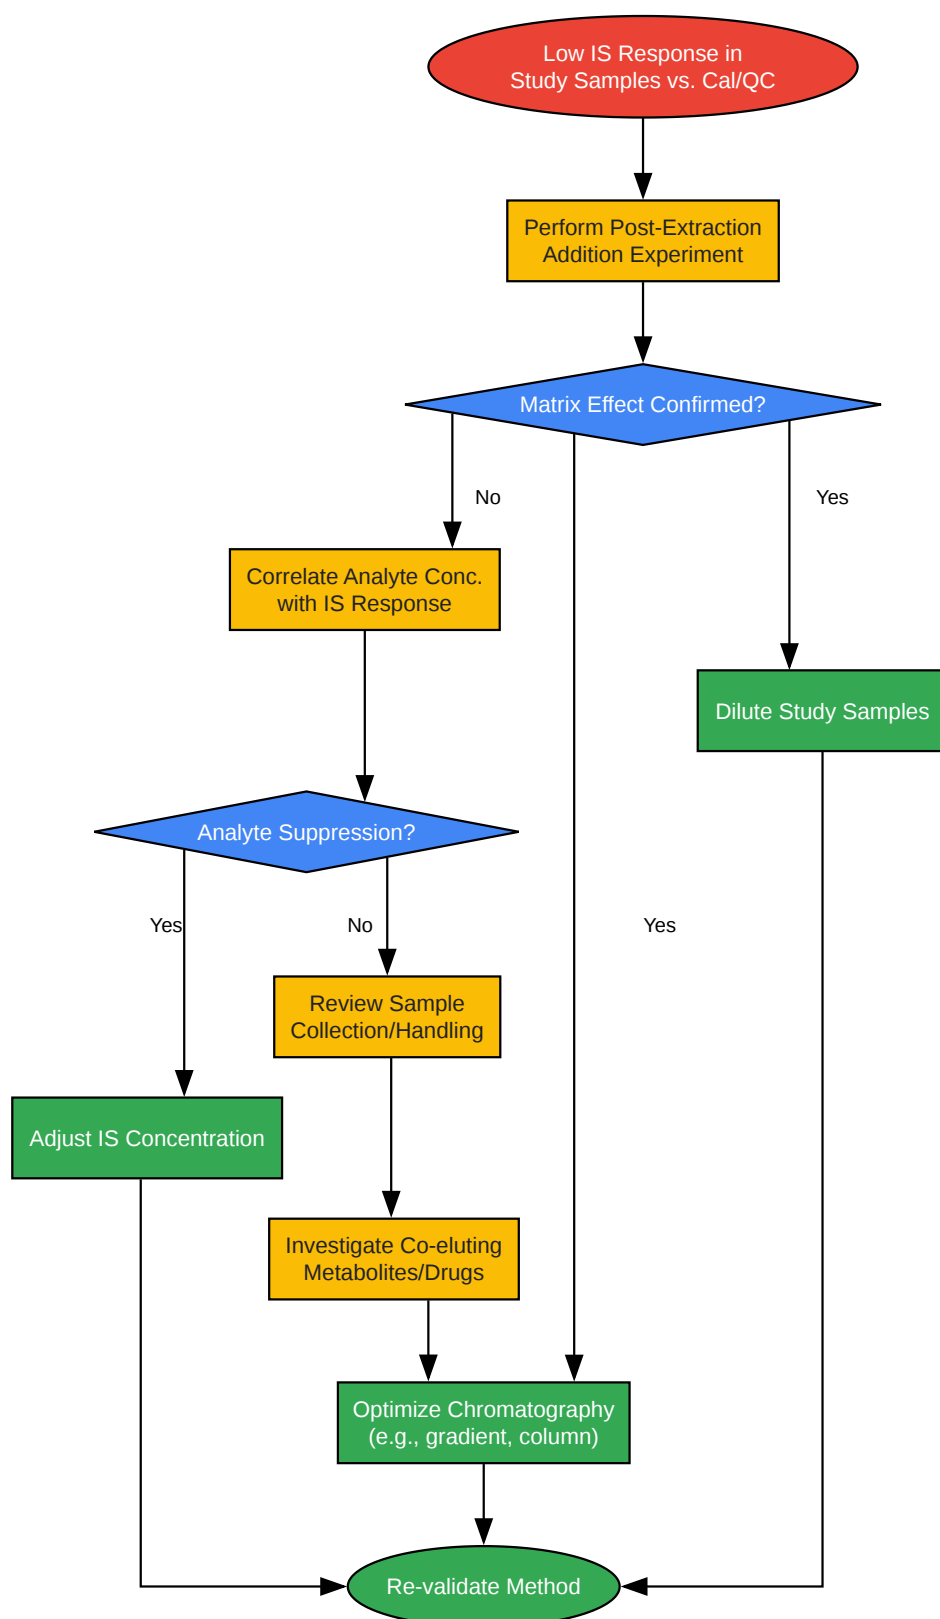 Low IS Response in
Study Samples vs. Cal/QC
Perform Post-Extraction
Addition Experiment
Matrix Effect Confirmed?
No
Yes
Correlate Analyte Conc.
with IS Response
Dilute Study Samples
Analyte Suppression?
Yes
No
Yes
Review Sample
Collection/Handling
Adjust IS Concentration
Investigate Co-eluting
Metabolites/Drugs
Optimize Chromatography
(e.g., gradient, column)
Re-validate Method